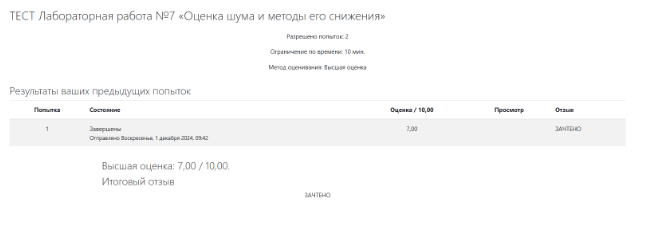 ТЕСТ Лабораторная работа №7 «Оценка шума и методы его снижения»
Разрешено попыток: 2
Ограничение по времени: 10 мин.
Метод оценивания: Высшая оценка
Результаты ваших предыдущих попыток
Попытка Состояние Оценка / 10,00 Просмотр Отзыв
1 Завершены 7,00 ЗАЧТЕНО
Отправлено Воскресенье, 1 декабря 2024, 09:42
Высшая оценка: 7,00 / 10,00.
Итоговый отзыв
ЗАЧТЕНО